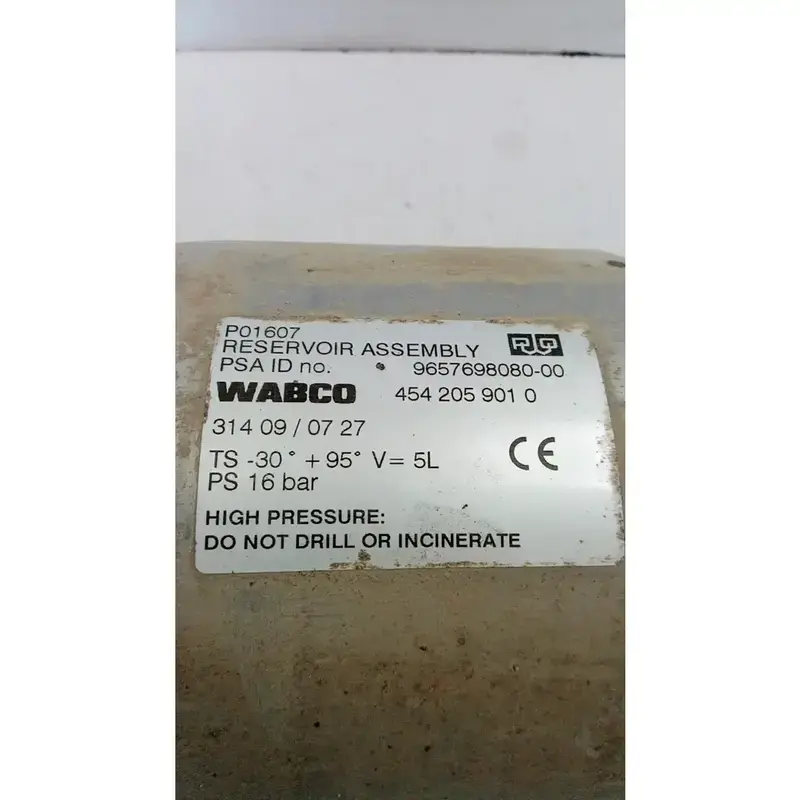 P01607
RESERVOIR ASSEMBLY
PSA ID no. 9657698080-00
WABCO 454 205 901 0
314 09 / 07 27
TS -30° + 95° V= 5L CE
PS 16 bar
HIGH PRESSURE:
DO NOT DRILL OR INCINERATE